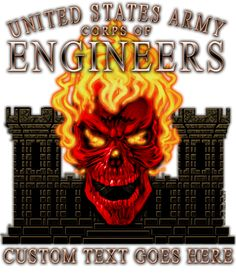 UNITED STATES ARMY
CORPS OF
ENGINEERS
CUSTOM TEXT GOES HERE